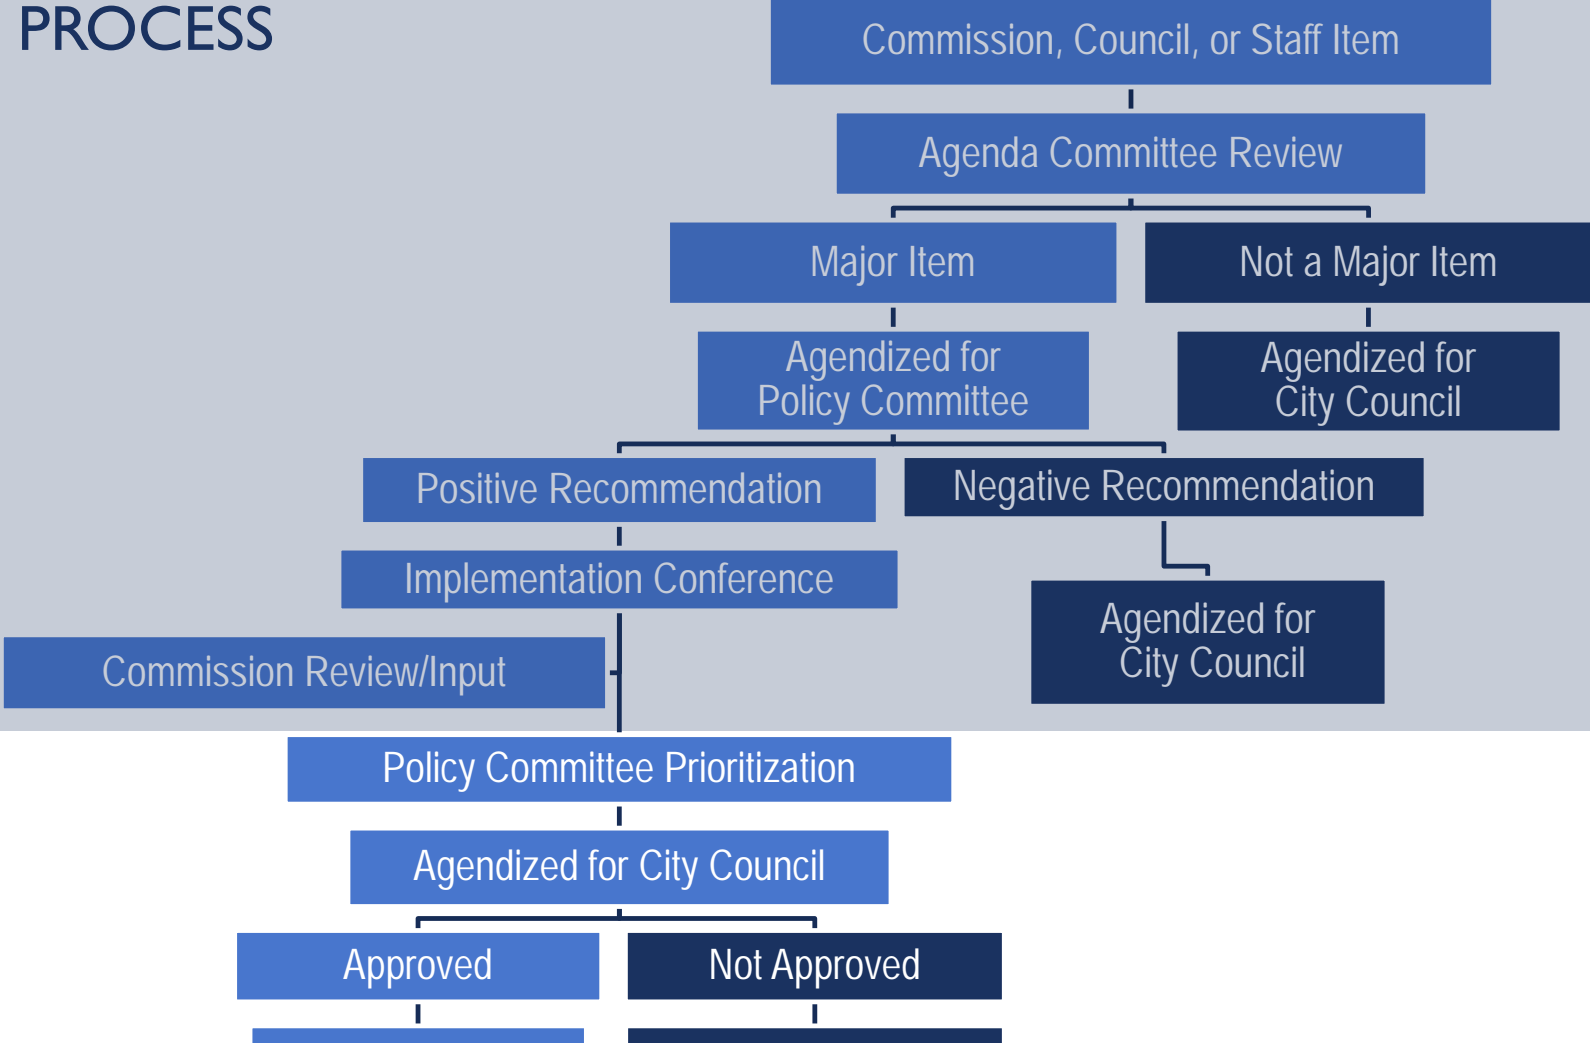 PROCESS
Commission, Council, or Staff Item
Agenda Committee Review
Major Item
Not a Major Item
Agendized for
Policy Committee
Agendized for
City Council
Positive Recommendation
Negative Recommendation
Implementation Conference
Agendized for
City Council
Commission Review/Input
Policy Committee Prioritization
Agendized for City Council
Approved
Not Approved